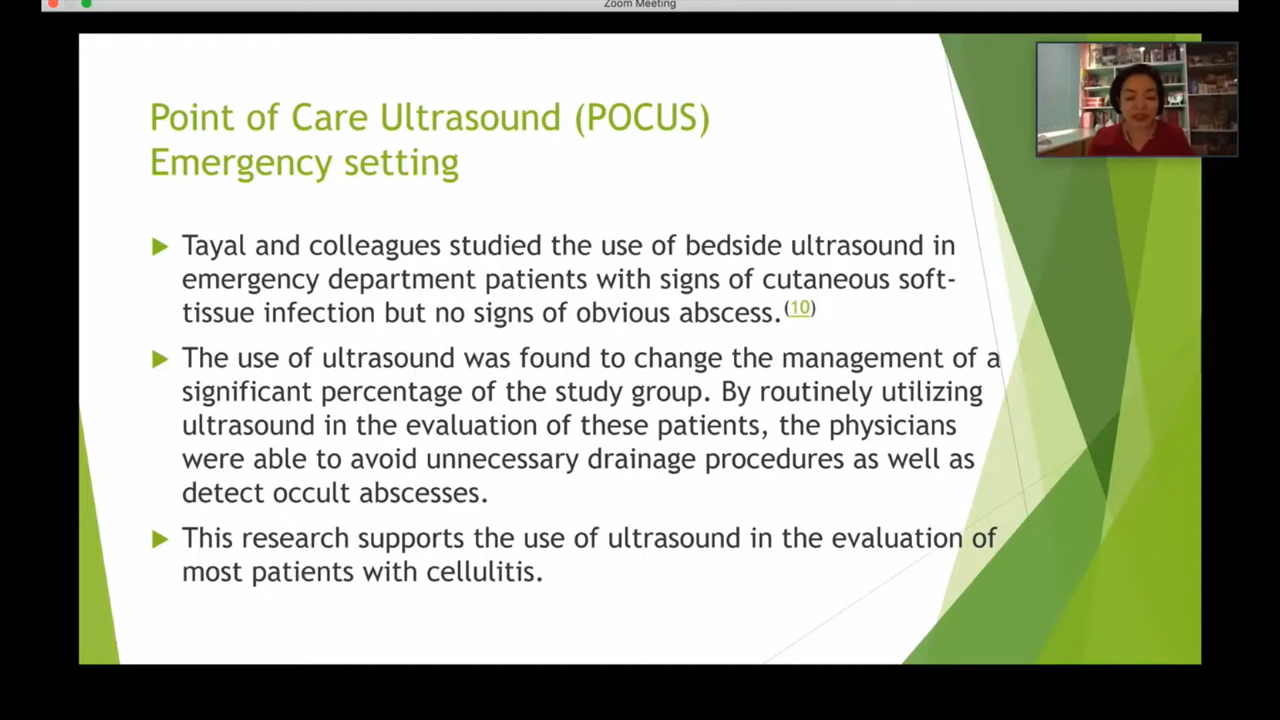 Zoom Meeting
Point of Care Ultrasound (POCUS)
Emergency setting
Tayal and colleagues studied the use of bedside ultrasound in
emergency department patients with signs of cutaneous soft-
tissue infection but no signs of obvious abscess.(10)
The use of ultrasound was found to change the management of a
significant percentage of the study group. By routinely utilizing
ultrasound in the evaluation of these patients, the physicians
were able to avoid unnecessary drainage procedures as well as
detect occult abscesses.
This research supports the use of ultrasound in the evaluation of
most patients with cellulitis.